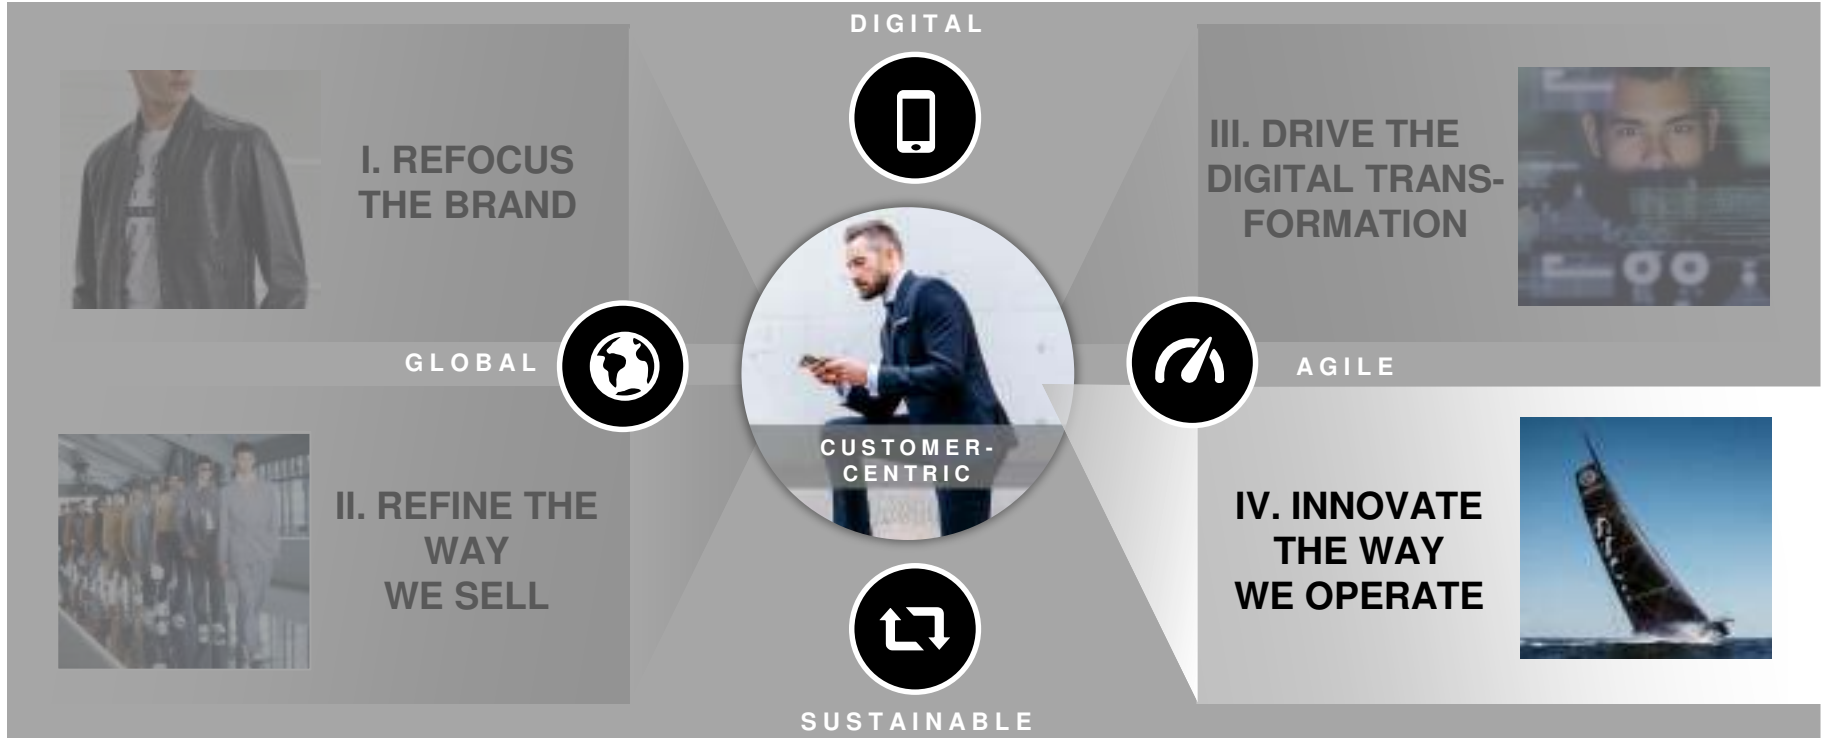 DIGITAL
I. REFOCUS
THE BRAND
III. DRIVE THE
DIGITAL TRANS-
FORMATION
GLOBAL
AGILE
CUSTOMER-
CENTRIC
II. REFINE THE
WAY
WE SELL
IV. INNOVATE
THE WAY
WE OPERATE
SUSTAINABLE